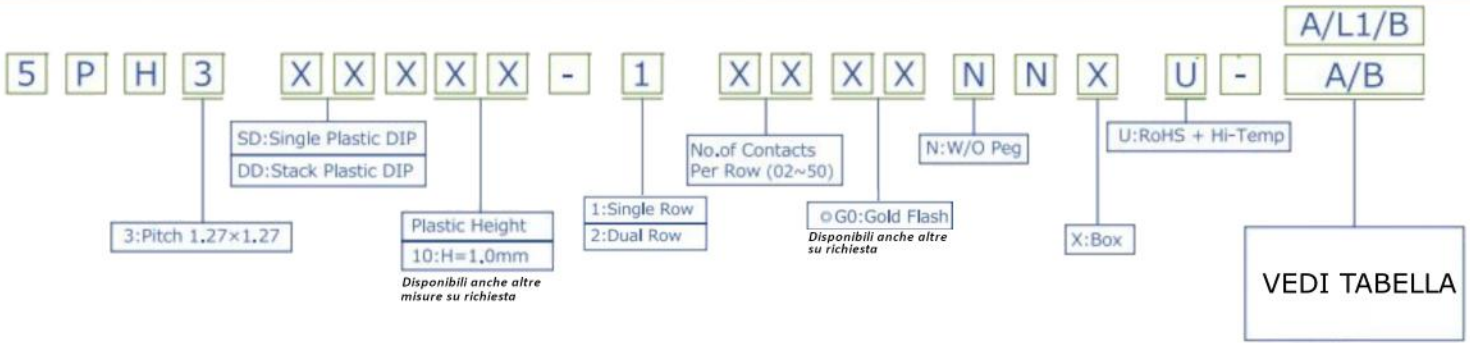 A/L1/B
5 P H 3 X X X X X - 1 X X X X N N X U - A/B
SD:Single Plastic DIP
DD:Stack Plastic DIP
3:Pitch 1.27×1.27
Plastic Height
10:H=1.0mm
Disponibili anche altre
misure su richiesta
1:Single Row
2:Dual Row
No.of Contacts
Per Row (02~50)
◎G0:Gold Flash
Disponibili anche altre
su richiesta
N:W/O Peg
X:Box
U:RoHS + Hi-Temp
VEDI TABELLA